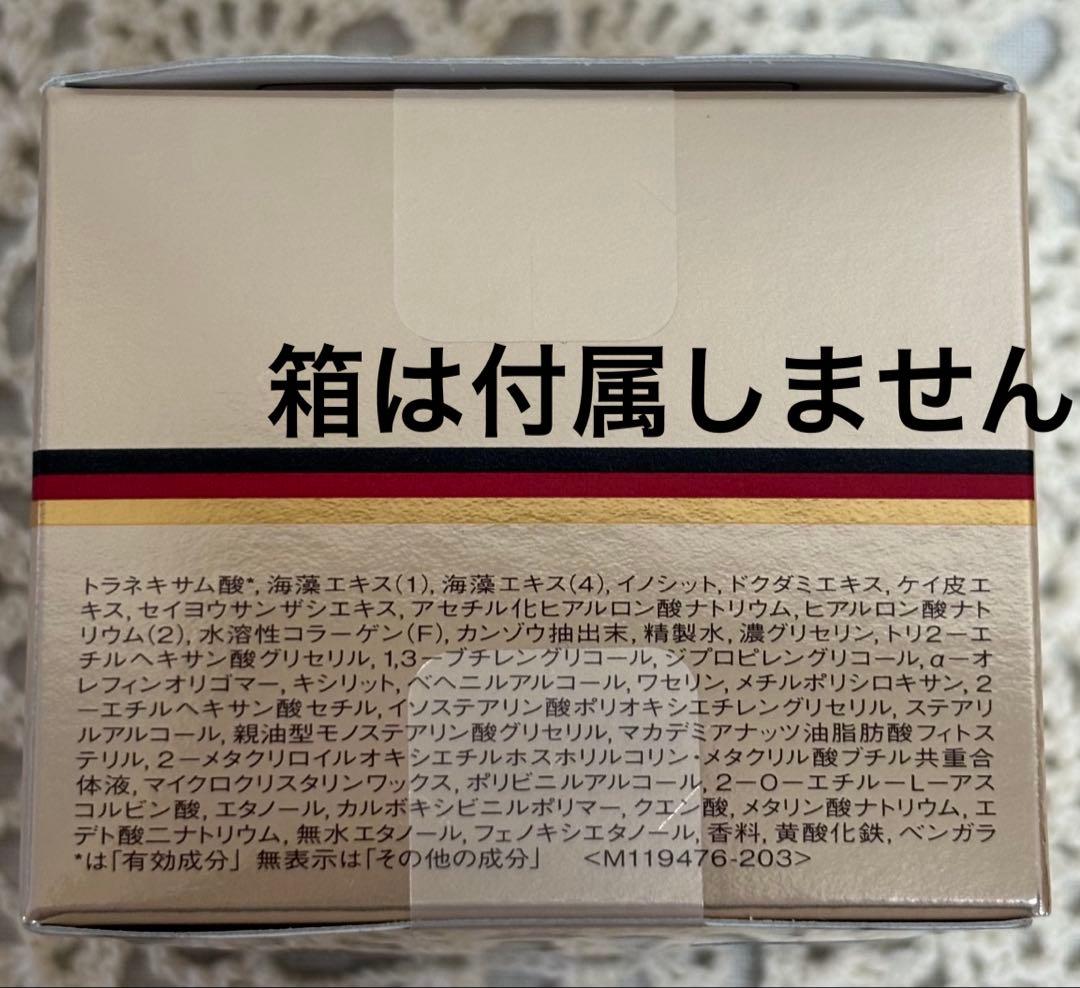 箱は付属しません
トラネキサム酸*, 海藻エキス(1), 海藻エキス(4), イノシット, ドクダミエキス, ケイ皮エ
キス, セイヨウサンザシエキス, アセチル化ヒアルロン酸ナトリウム, ヒアルロン酸ナト
リウム(2), 水溶性コラーゲン(F), カンゾウ抽出末, 精製水, 濃グリセリン, トリ2−エ
チルヘキサン酸グリセリル, 1,3−ブチレングリコール, ジプロピレングリコール, α−オ
レフィンオリゴマー, キシリット, ベヘニルアルコール, ワセリン, メチルポリシロキサン, 2
−エチルヘキサン酸セチル, イソステアリン酸ポリオキシエチレングリセリル, ステアリ
ルアルコール, 親油型モノステアリン酸グリセリル, マカデミアナッツ油脂肪酸フィトス
テリル, 2−メタクリロイルオキシエチルホスホリルコリン・メタクリル酸ブチル共重合
体液, マイクロクリスタリンワックス, ポリビニルアルコール, 2−O−エチル−L−アス
コルビン酸, エタノール, カルボキシビニルポリマー, クエン酸, メタリン酸ナトリウム, エ
デト酸二ナトリウム, 無水エタノール, フェノキシエタノール, 香料, 黄酸化鉄, ベンガラ
*は「有効成分」 無表示は「その他の成分」 <M119476-203>